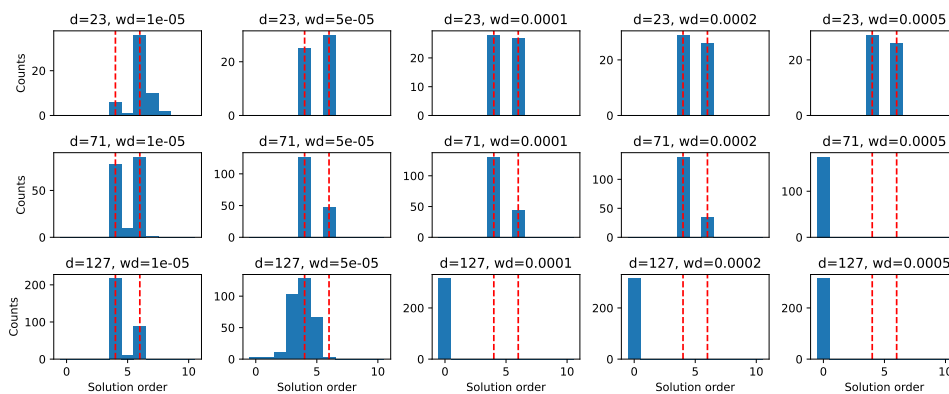 d=23, wd=1e-05
d=23, wd=5e-05
d=23, wd=0.0001
d=23, wd=0.0002
d=23, wd=0.0005
Counts
20
0
20
0
20
0
20
0
20
0
d=71, wd=1e-05
d=71, wd=5e-05
d=71, wd=0.0001
d=71, wd=0.0002
d=71, wd=0.0005
Counts
50
0
100
50
0
100
50
0
100
50
0
100
0
d=127, wd=1e-05
d=127, wd=5e-05
d=127, wd=0.0001
d=127, wd=0.0002
d=127, wd=0.0005
Counts
200
100
0
100
50
0
200
0
200
0
200
0
0 5 10
0 5 10
0 5 10
0 5 10
0 5 10
Solution order
Solution order
Solution order
Solution order
Solution order